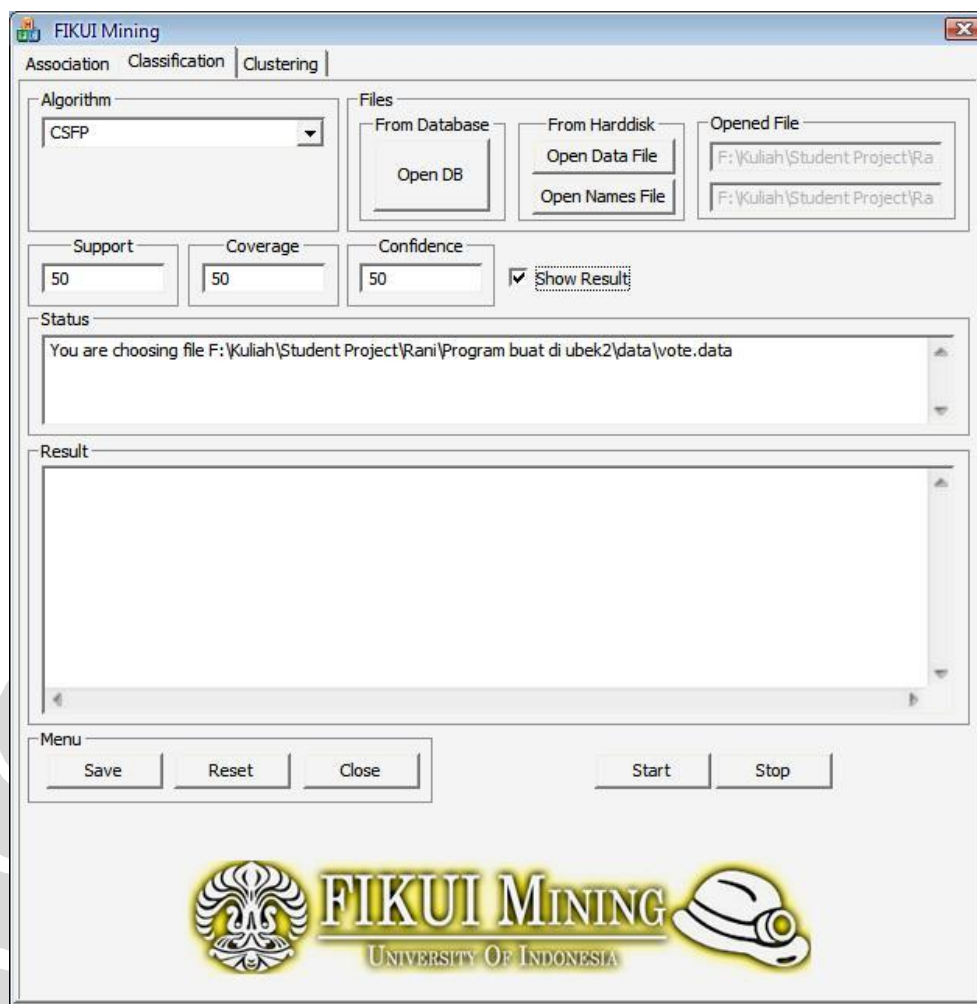 FIKUI Mining
Association Classification Clustering
Algorithm
CSFP
Files
From Database
Open DB
From Harddisk
Open Data File
Open Names File
Opened File
F:\Kuliah\Student Project\Ra
F:\Kuliah\Student Project\Ra
Support
50
Coverage
50
Confidence
50
Show Result
Status
You are choosing file F:\Kuliah\Student Project\Rani\Program buat di ubek2\data\vote.data
Result
Menu
Save Reset Close
Start Stop
FIKUI MINING
UNIVERSITY OF INDONESIA